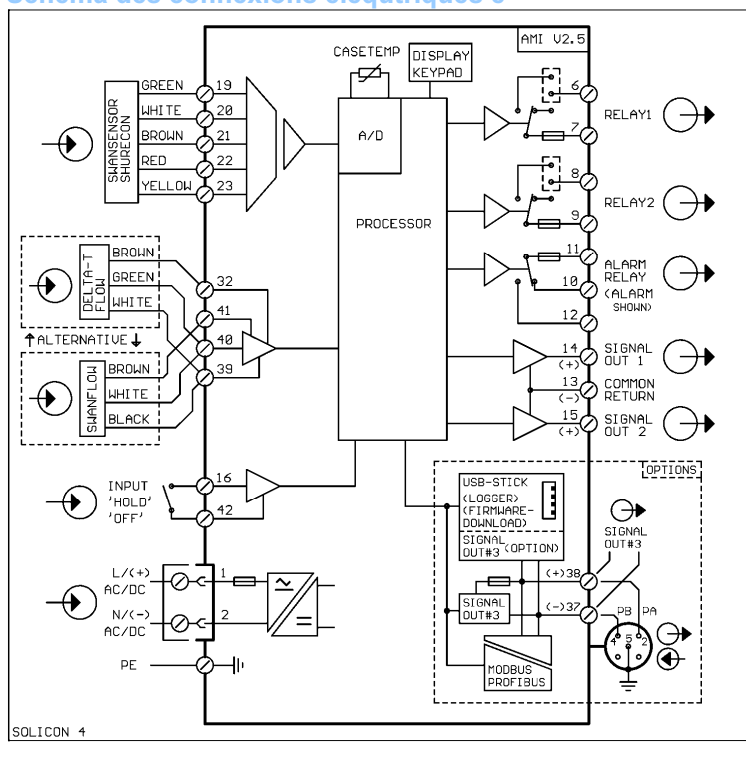 AMI V2.5
CASETEMP
DISPLAY
KEYPAD
SWANSENSOR
SHURECON
GREEN 19
WHITE 20
BROWN 21
RED 22
YELLOW 23
A/D
PROCESSOR
6
7
RELAY1
8
9
RELAY2
11
10
12
ALARM
RELAY
(ALARM
SHOWN)
DELTA-T
FLOW
BROWN
GREEN
WHITE
32
41
40
39
↑ALTERNATIVE↓
SWANFLOW
BROWN
WHITE
BLACK
14
(+)
SIGNAL
OUT 1
13
(-)
COMMON
RETURN
15
(+)
SIGNAL
OUT 2
INPUT
'HOLD'
'OFF'
16
42
L/(+)
AC/DC
1
N/(-)
AC/DC
2
PE
OPTIONS
USB-STICK
(LOGGER)
(FIRMWARE-
DOWNLOAD)
SIGNAL
OUT#3 (OPTION)
SIGNAL
OUT#3
(+)38
SIGNAL
OUT#3
(-)37
PB PA
4 5 2
MODBUS
PROFIBUS
SOLICON 4